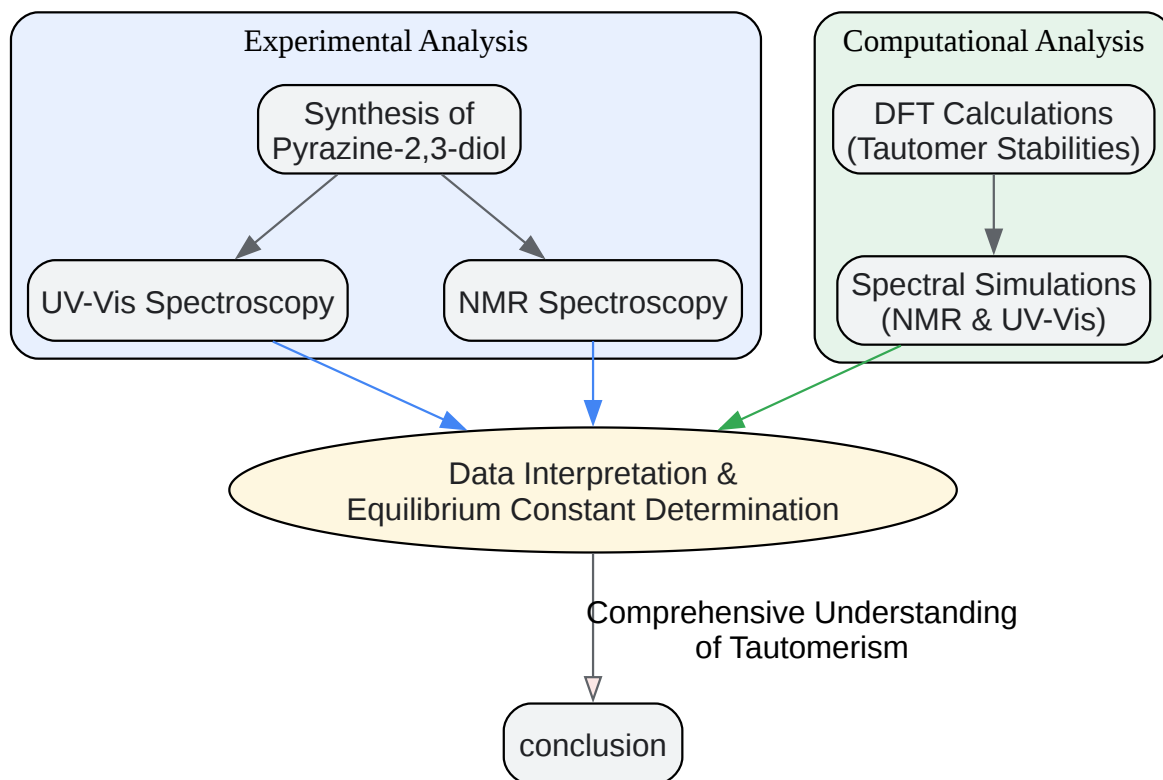 Experimental Analysis
Computational Analysis
Synthesis of
Pyrazine-2,3-diol
DFT Calculations
(Tautomer Stabilities)
UV-Vis Spectroscopy
NMR Spectroscopy
Spectral Simulations
(NMR & UV-Vis)
Data Interpretation &
Equilibrium Constant Determination
Comprehensive Understanding
of Tautomerism
conclusion